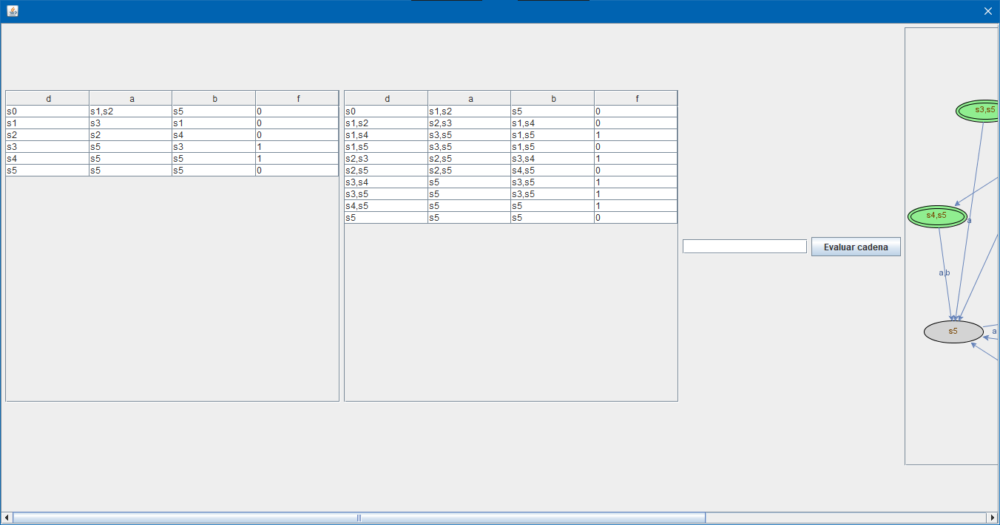 d a b f
s0 s1,s2 s5 0
s1 s3 s1 0
s2 s2 s4 0
s3 s5 s3 1
s4 s5 s5 1
s5 s5 s5 0
d a b f
s0 s1,s2 s5 0
s1,s2 s2,s3 s1,s4 0
s1,s4 s3,s5 s1,s5 1
s1,s5 s3,s5 s1,s5 0
s2,s3 s2,s5 s3,s4 1
s2,s5 s2,s5 s4,s5 0
s3,s4 s5 s3,s5 1
s3,s5 s5 s3,s5 1
s4,s5 s5 s5 1
s5 s5 s5 0
Evaluar cadena
s3,s5
s4,s5
a
a,b
s5
a